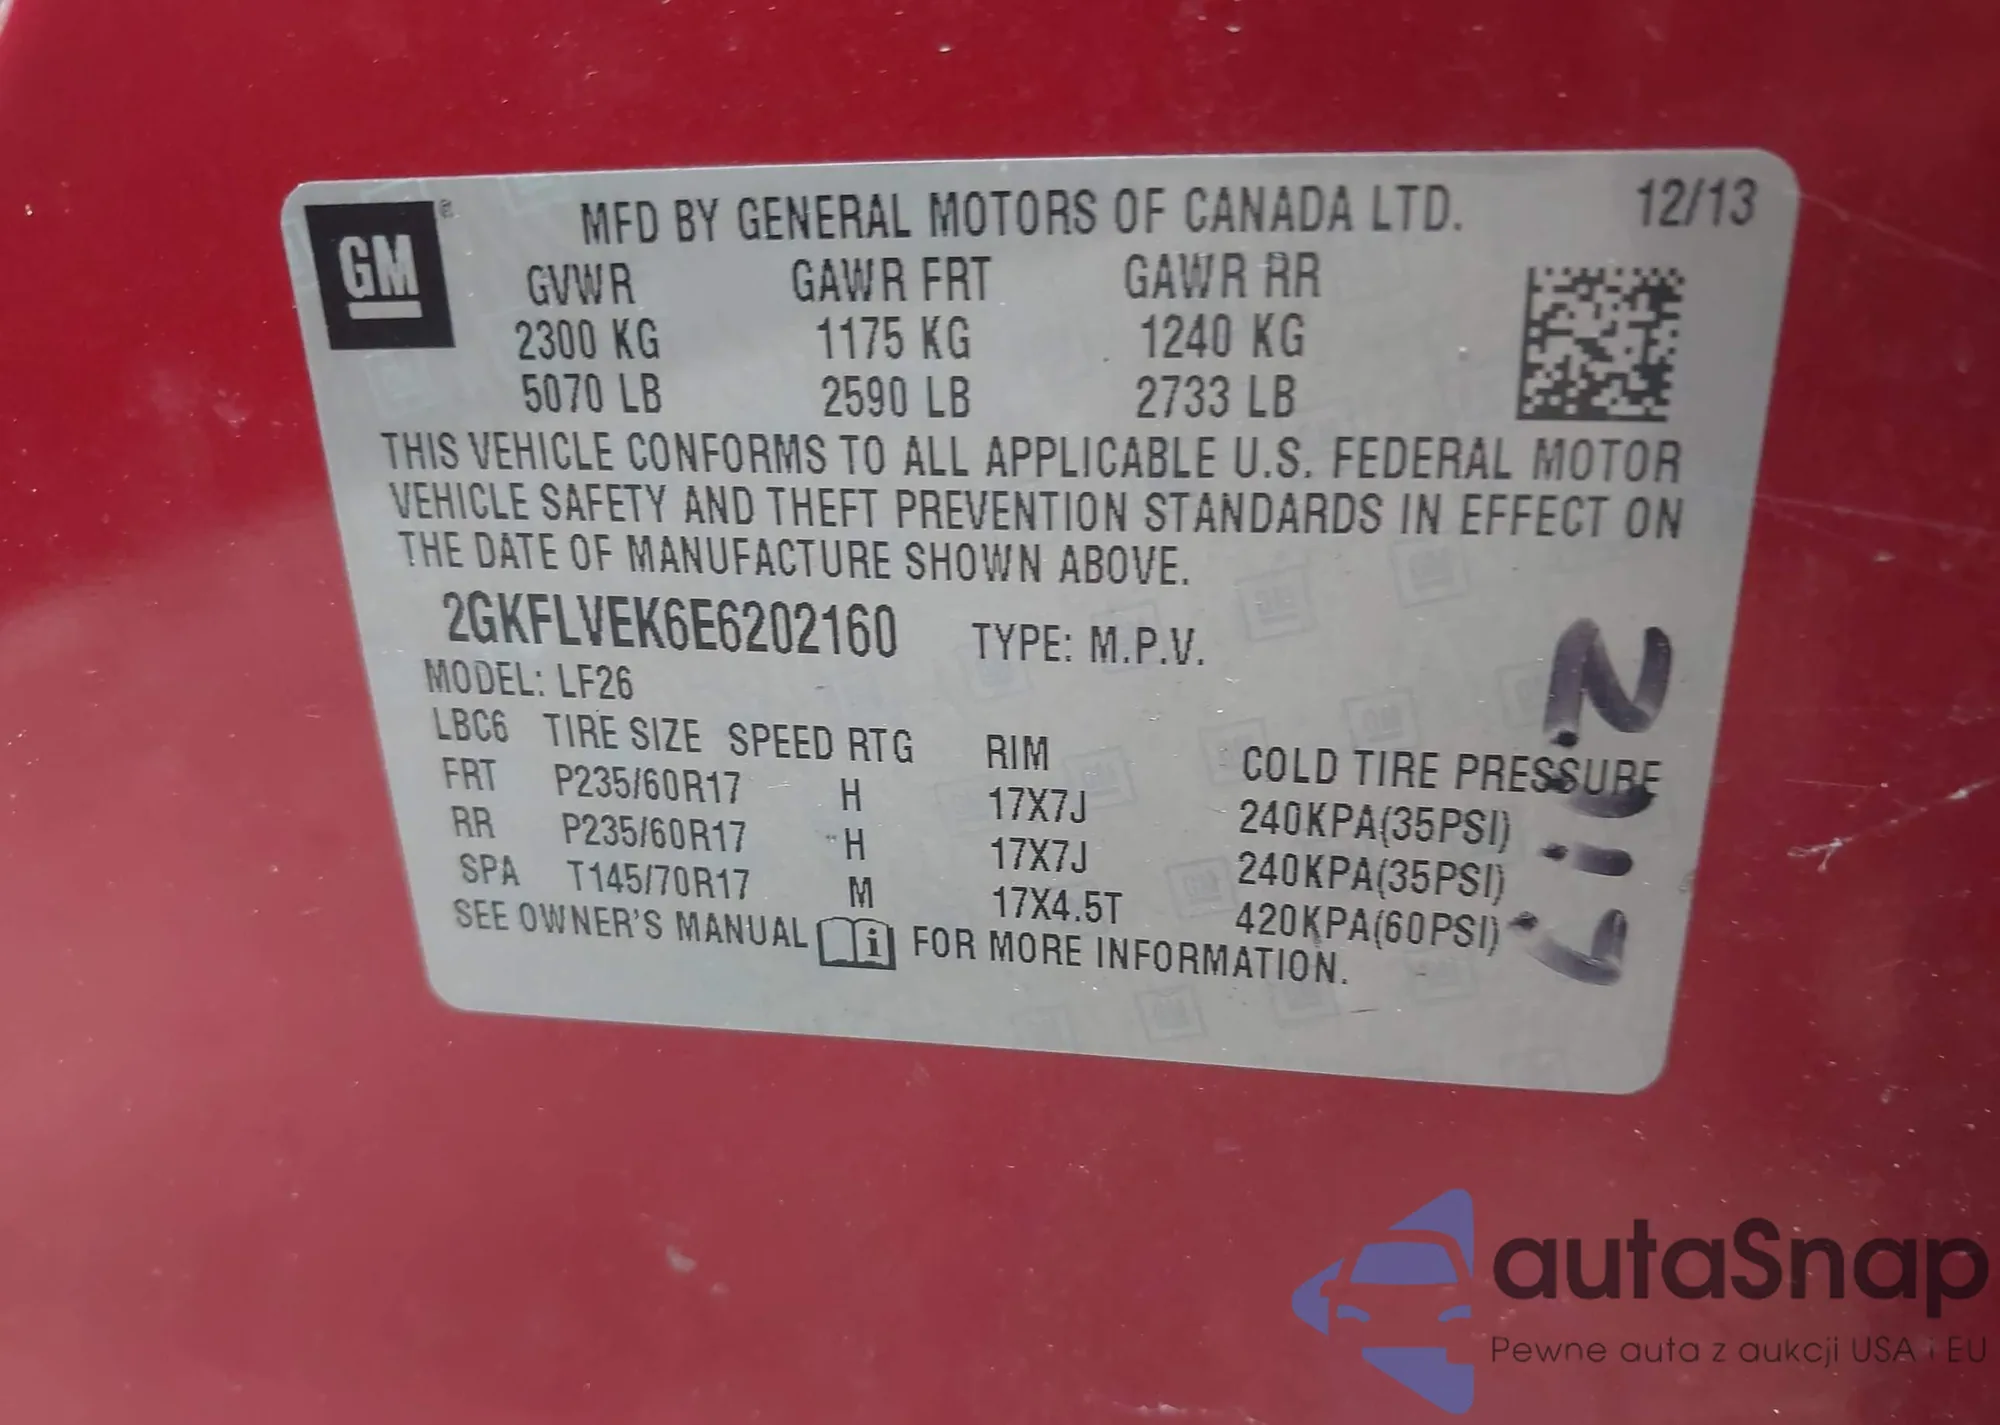 GM
MFD BY GENERAL MOTORS OF CANADA LTD. 12/13
GVWR GAWR FRT GAWR RR
2300 KG 1175 KG 1240 KG
5070 LB 2590 LB 2733 LB
THIS VEHICLE CONFORMS TO ALL APPLICABLE U.S. FEDERAL MOTOR
VEHICLE SAFETY AND THEFT PREVENTION STANDARDS IN EFFECT ON
THE DATE OF MANUFACTURE SHOWN ABOVE.
2GKFLVEK6E6202160 TYPE: M.P.V.
MODEL: LF26
LBC6 TIRE SIZE SPEED RTG RIM COLD TIRE PRESSURE
FRT P235/60R17 H 17X7J 240KPA(35PSI)
RR P235/60R17 H 17X7J 240KPA(35PSI)
SPA T145/70R17 M 17X4.5T 420KPA(60PSI)
SEE OWNER'S MANUAL i FOR MORE INFORMATION.
autaSnap
Pewne auta z aukcji USA i EU